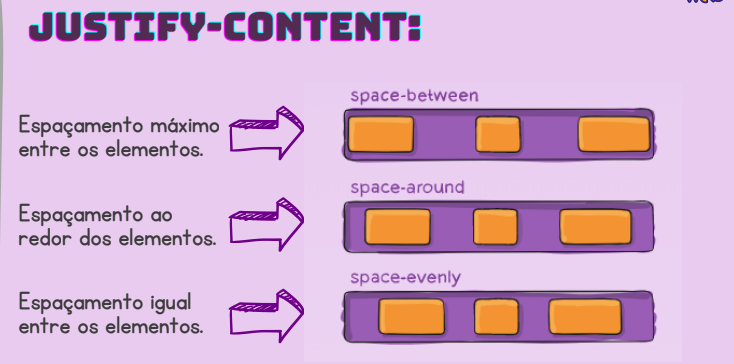 JUSTIFY-CONTENT:
space-between
Espaçamento máximo
entre os elementos.
space-around
Espaçamento ao
redor dos elementos.
space-evenly
Espaçamento igual
entre os elementos.